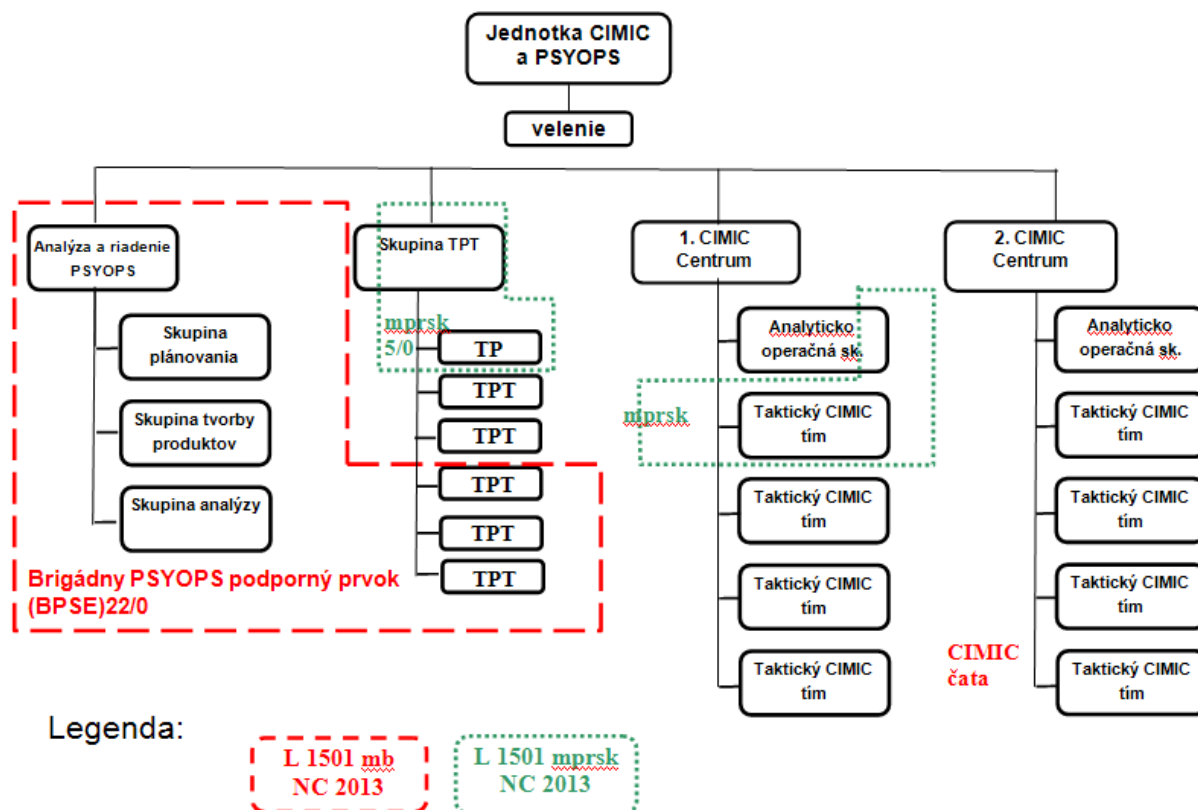 Jednotka CIMIC
a PSYOPS
velenie
Analýza a riadenie
PSYOPS
Skupina
plánovania
Skupina tvorby
produktov
Skupina analýzy
Brigádny PSYOPS podporný prvok
(BPSE)22/0
Skupina TPT
mprsk
5/0
TP
TPT
TPT
TPT
TPT
TPT
1. CIMIC
Centrum
Analyticko
operačná sk.
mprsk
Taktický CIMIC
tím
Taktický CIMIC
tím
Taktický CIMIC
tím
Taktický CIMIC
tím
2. CIMIC
Centrum
Analyticko
operačná sk.
Taktický CIMIC
tím
Taktický CIMIC
tím
Taktický CIMIC
tím
Taktický CIMIC
tím
CIMIC
čata
Legenda:
L 1501 mb
NC 2013
L 1501 mprsk
NC 2013